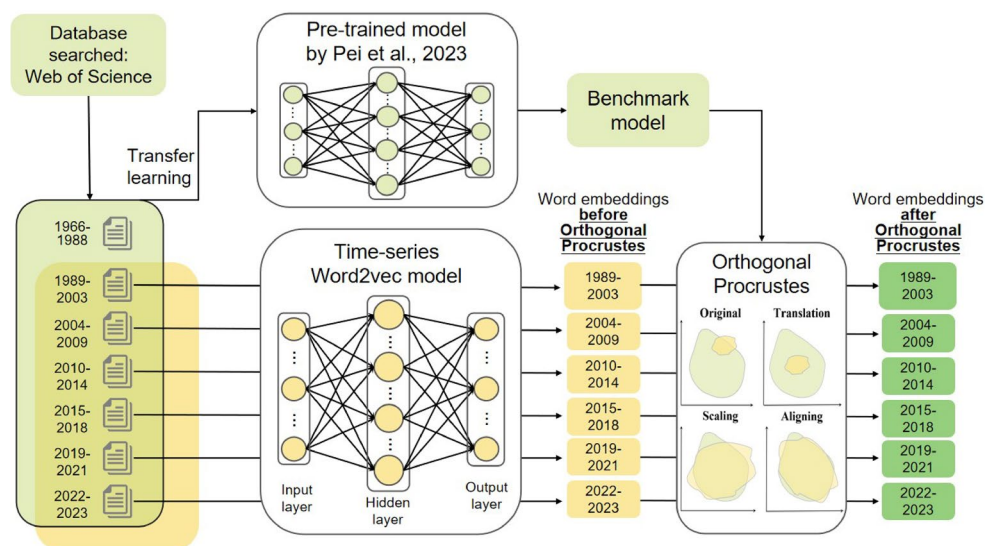 Database
searched:
Web of Science
Pre-trained model
by Pei et al., 2023
Benchmark
model
Transfer
learning
1966-
1988
1989-
2003
2004-
2009
2010-
2014
2015-
2018
2019-
2021
2022-
2023
Time-series
Word2vec model
Input
layer
Hidden
layer
Output
layer
Word embeddings
before
Orthogonal
Procrustes
1989-
2003
2004-
2009
2010-
2014
2015-
2018
2019-
2021
2022-
2023
Orthogonal
Procrustes
Original
Translation
Scaling
Aligning
Word embeddings
after
Orthogonal
Procrustes
1989-
2003
2004-
2009
2010-
2014
2015-
2018
2019-
2021
2022-
2023